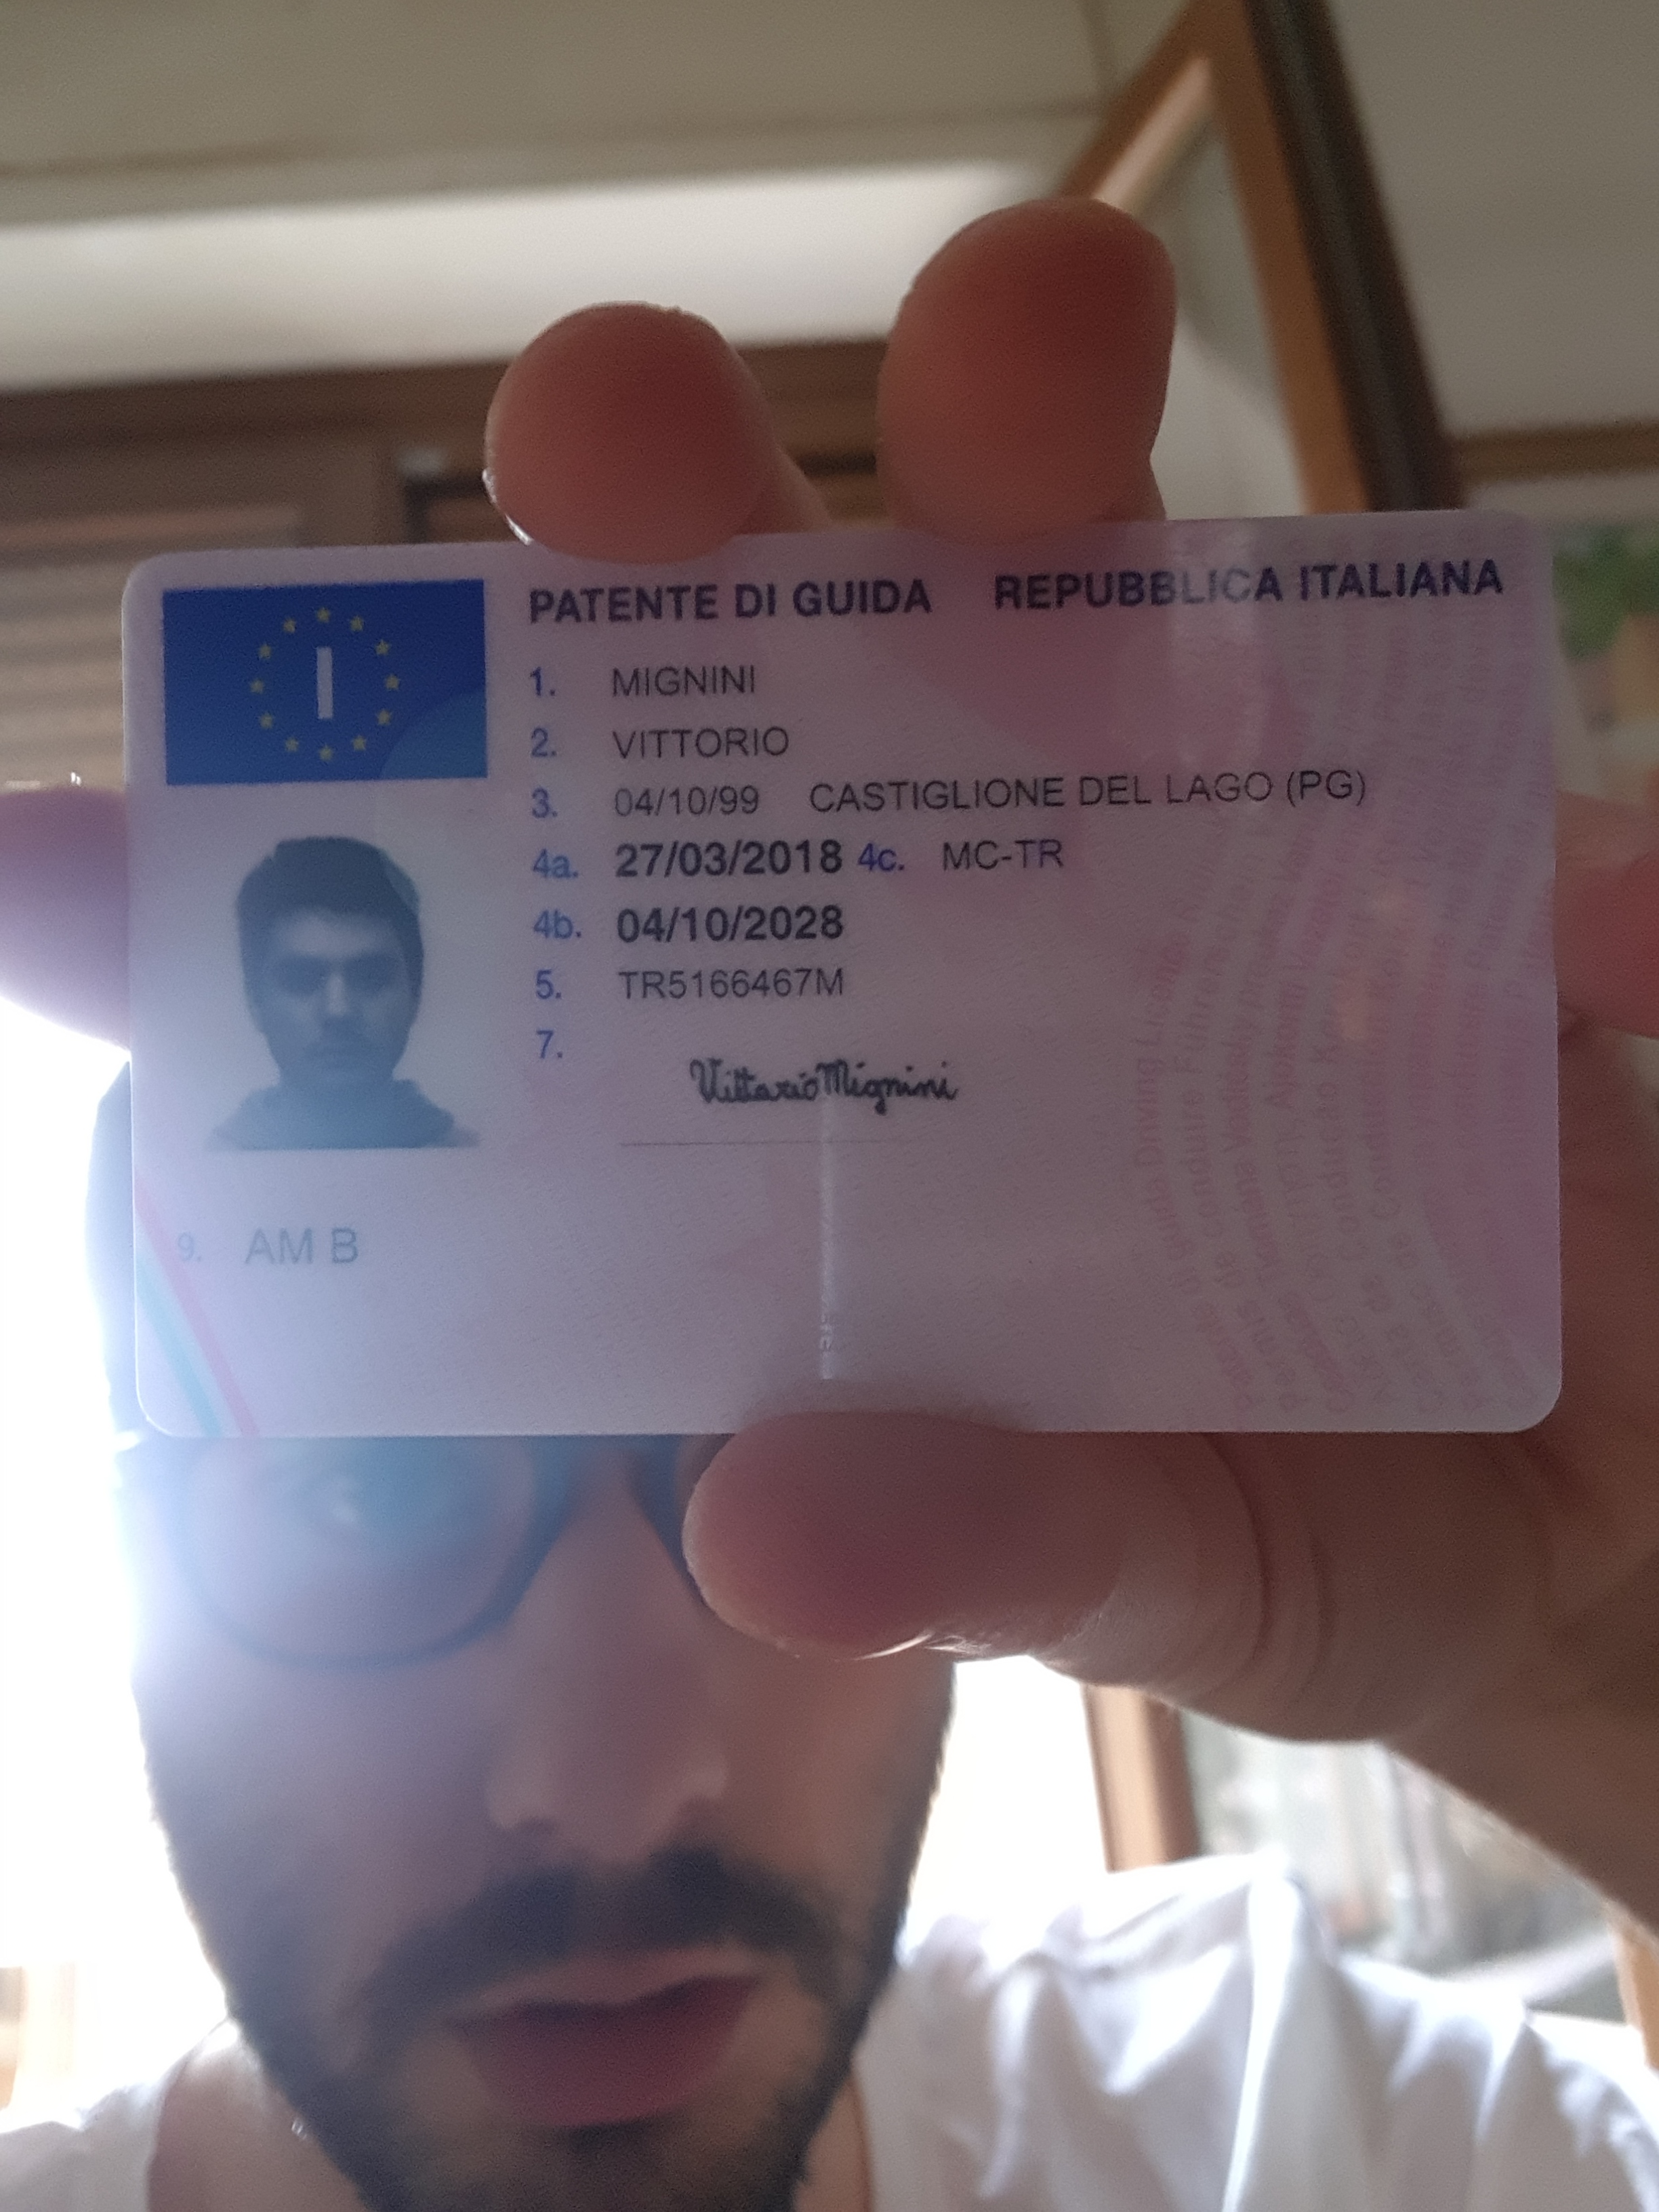 I
PATENTE DI GUIDA REPUBBLICA ITALIANA
1. MIGNINI
2. VITTORIO
3. 04/10/99 CASTIGLIONE DEL LAGO (PG)
4a. 27/03/2018 4c. MC-TR
4b. 04/10/2028
5. TR5166467M
7.
Vittorio Mignini
9. AM B